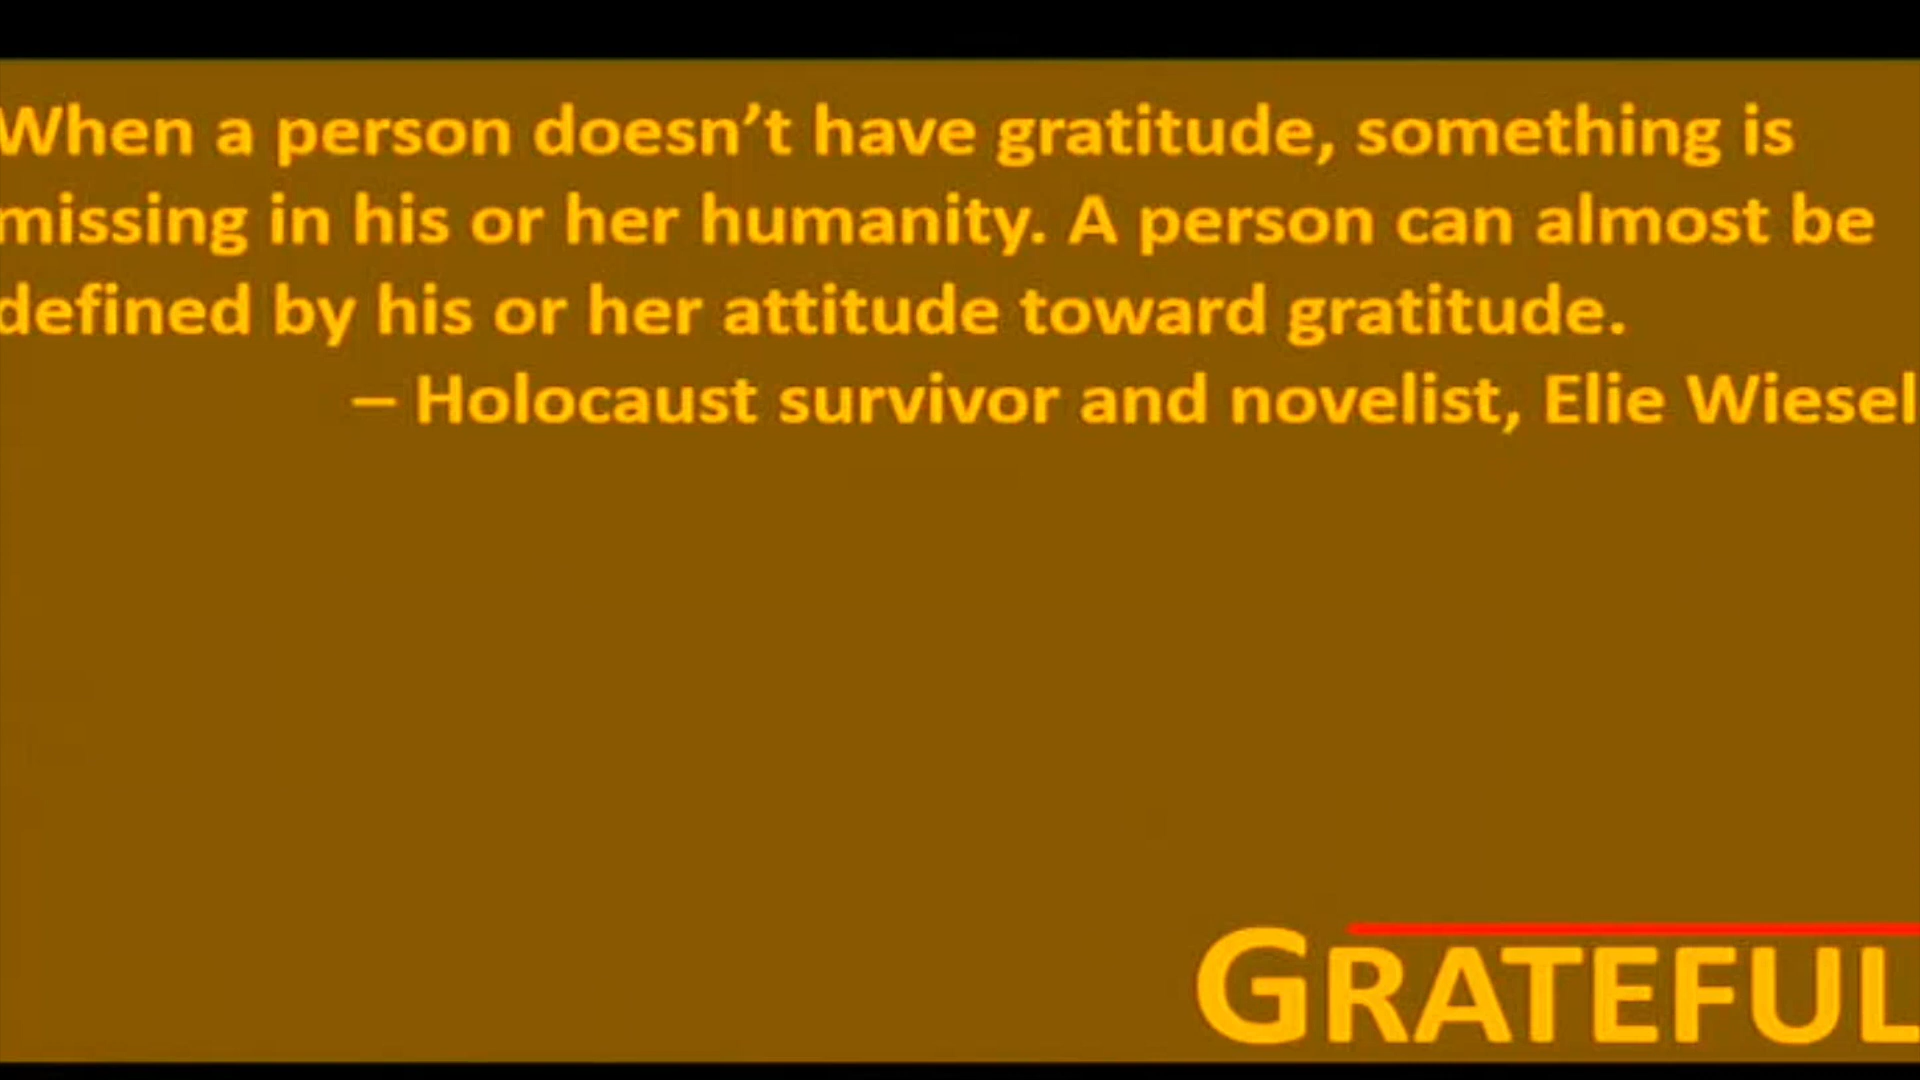 When a person doesn’t have gratitude, something is
missing in his or her humanity. A person can almost be
defined by his or her attitude toward gratitude.
– Holocaust survivor and novelist, Elie Wiesel
GRATEFUL